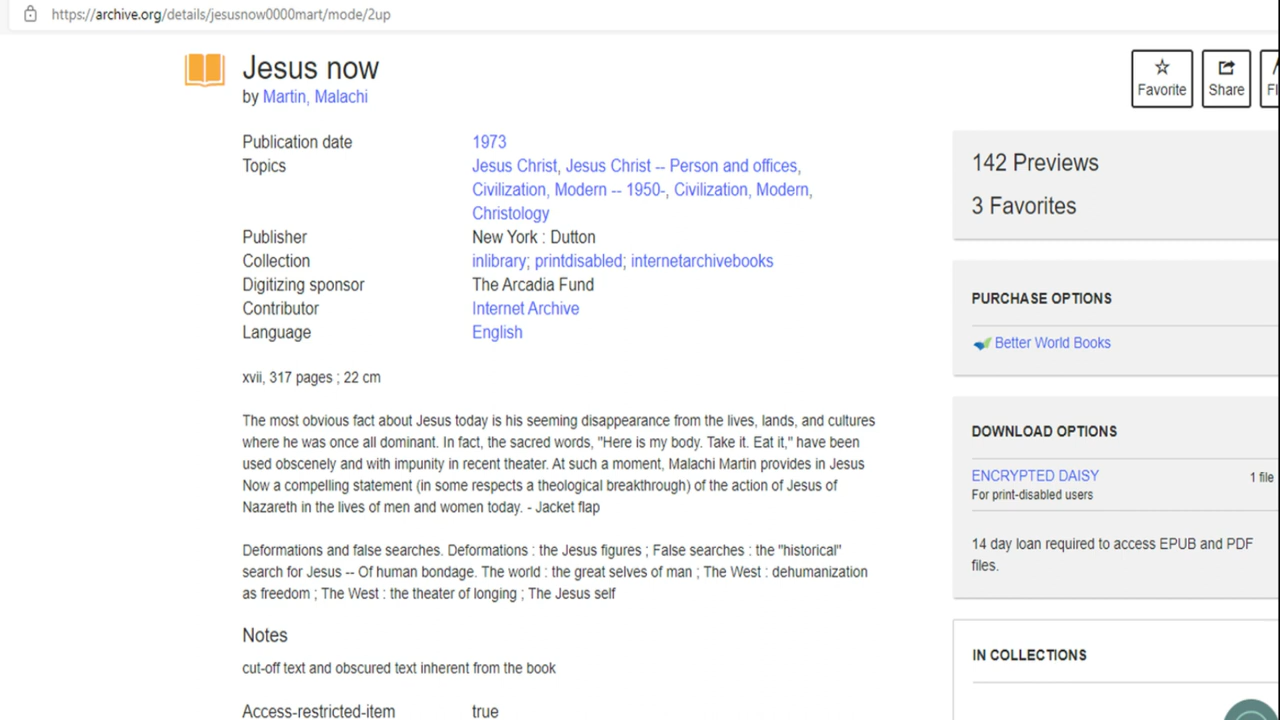 https://archive.org/details/jesusnow0000mart/mode/2up
Jesus now
by Martin, Malachi
Favorite
Share
Publication date 1973
Topics Jesus Christ, Jesus Christ -- Person and offices,
Civilization, Modern -- 1950-, Civilization, Modern,
Christology
Publisher New York : Dutton
Collection inlibrary; printdisabled; internetarchivebooks
Digitizing sponsor The Arcadia Fund
Contributor Internet Archive
Language English
xvii, 317 pages ; 22 cm
The most obvious fact about Jesus today is his seeming disappearance from the lives, lands, and cultures
where he was once all dominant. In fact, the sacred words, "Here is my body. Take it. Eat it," have been
used obscenely and with impunity in recent theater. At such a moment, Malachi Martin provides in Jesus
Now a compelling statement (in some respects a theological breakthrough) of the action of Jesus of
Nazareth in the lives of men and women today. - Jacket flap
Deformations and false searches. Deformations : the Jesus figures ; False searches : the "historical"
search for Jesus -- Of human bondage. The world : the great selves of man ; The West : dehumanization
as freedom ; The West : the theater of longing ; The Jesus self
Notes
cut-off text and obscured text inherent from the book
Access-restricted-item true
142 Previews
3 Favorites
PURCHASE OPTIONS
Better World Books
DOWNLOAD OPTIONS
ENCRYPTED DAISY 1 file
For print-disabled users
14 day loan required to access EPUB and PDF
files.
IN COLLECTIONS